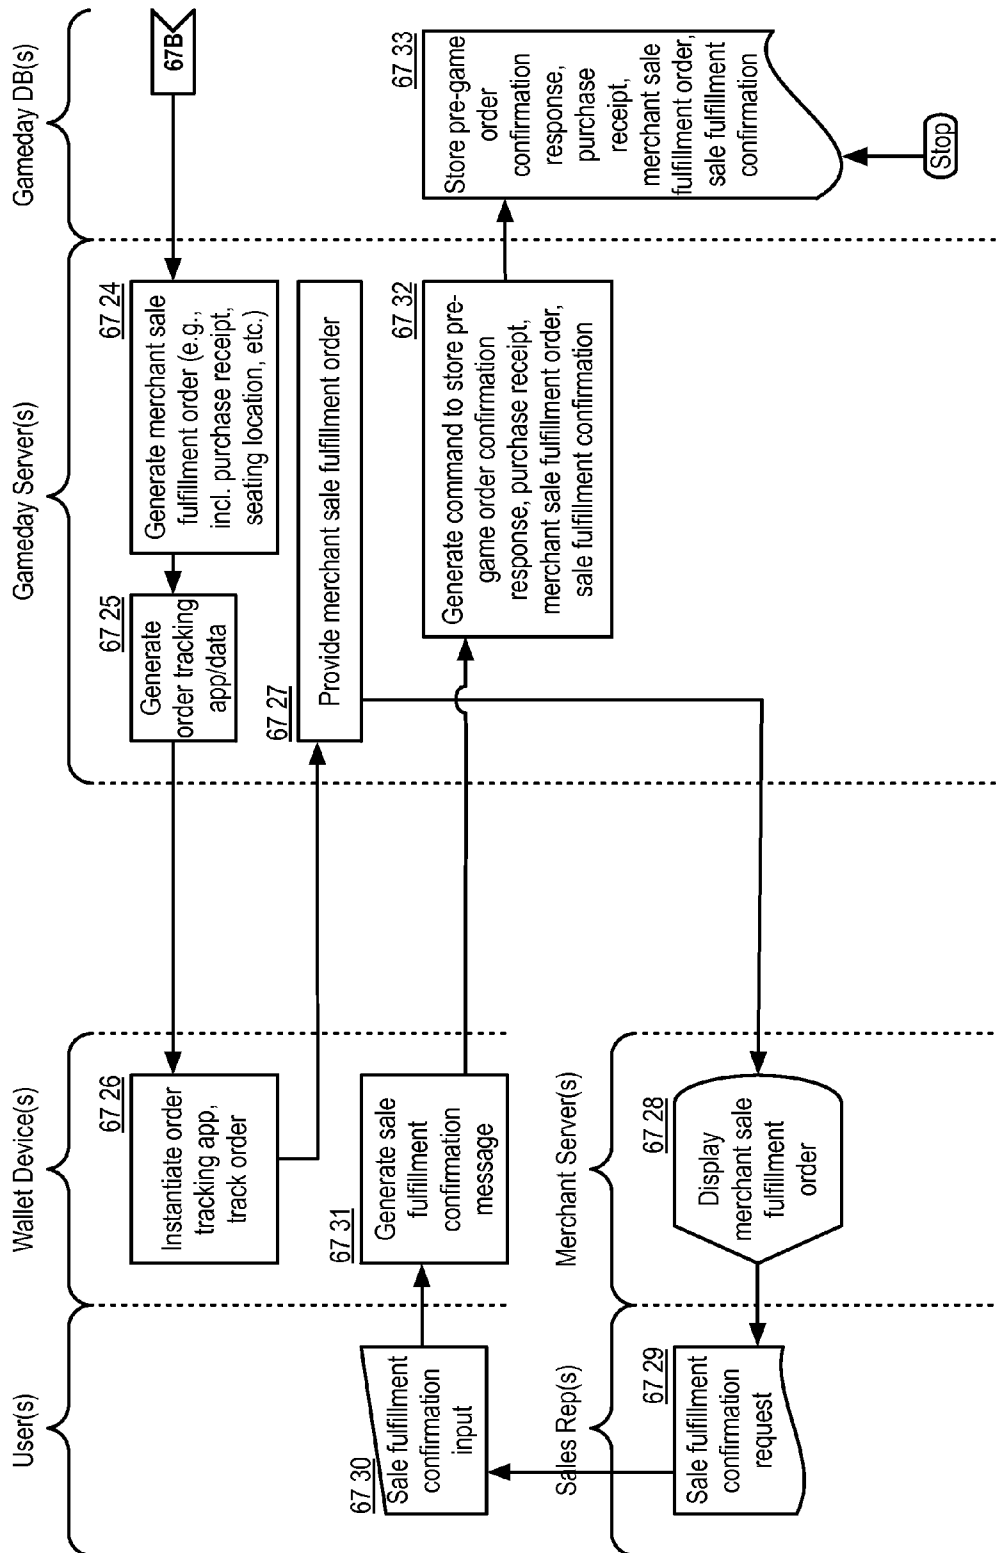 User(s)
Wallet Device(s)
Gameday Server(s)
Gameday DB(s)
67B
67 24
Generate merchant sale
fulfillment order (e.g.,
incl. purchase receipt,
seating location, etc.)
67 25
Generate
order tracking
app/data
67 26
Instantiate order
tracking app,
track order
67 27
Provide merchant sale fulfillment order
Merchant Server(s)
67 28
Display
merchant sale
fulfillment
order
Sales Rep(s)
67 29
Sale fulfillment
confirmation
request
67 30
Sale fulfillment
confirmation
input
67 31
Generate sale
fulfillment
confirmation
message
67 32
Generate command to store pre-
game order confirmation
response, purchase receipt,
merchant sale fulfillment order,
sale fulfillment confirmation
67 33
Store pre-game
order
confirmation
response,
purchase
receipt,
merchant sale
fulfillment order,
sale fulfillment
confirmation
Stop